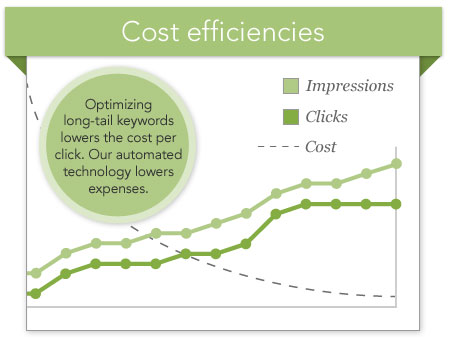 Cost efficiencies
Optimizing
long-tail keywords
lowers the cost per
click. Our automated
technology lowers
expenses.
Impressions
Clicks
Cost